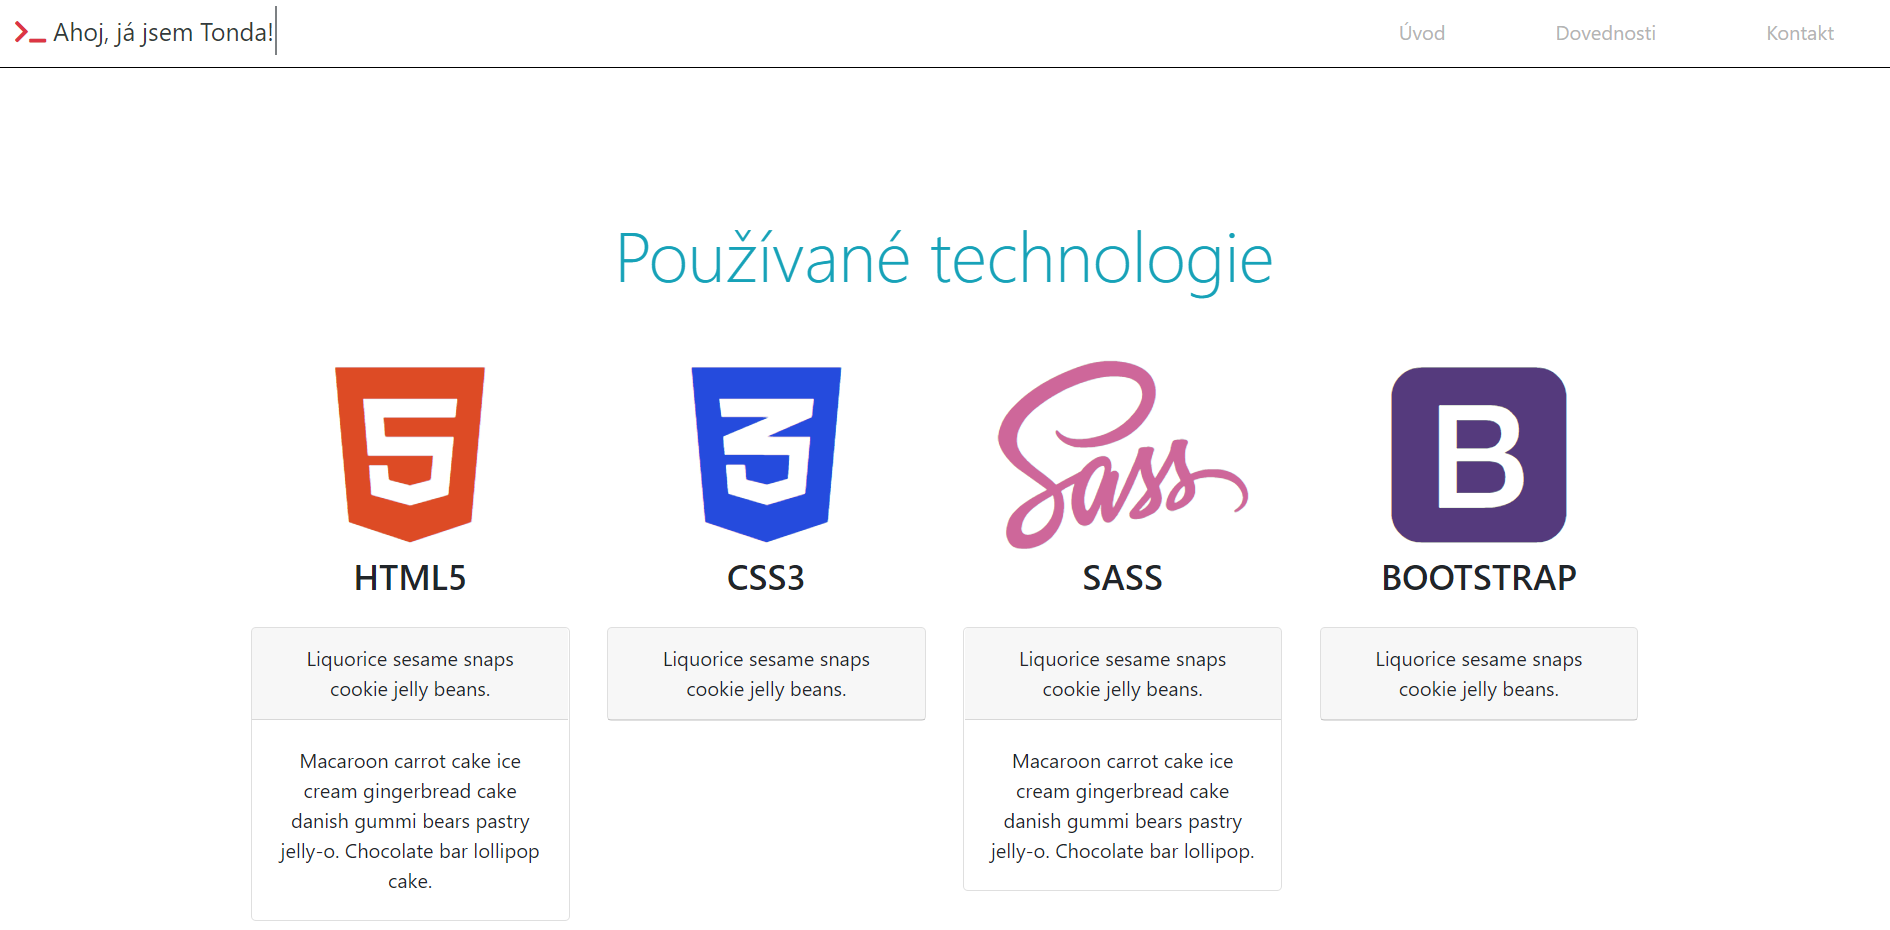 Ahoj, já jsem Tonda!
Úvod
Dovednosti
Kontakt
Používané technologie
5
3
Sass
B
HTML5
CSS3
SASS
BOOTSTRAP
Liquorice sesame snaps
cookie jelly beans.
Macaroon carrot cake ice
cream gingerbread cake
danish gummi bears pastry
jelly-o. Chocolate bar lollipop
cake.
Liquorice sesame snaps
cookie jelly beans.
Liquorice sesame snaps
cookie jelly beans.
Macaroon carrot cake ice
cream gingerbread cake
danish gummi bears pastry
jelly-o. Chocolate bar lollipop.
Liquorice sesame snaps
cookie jelly beans.